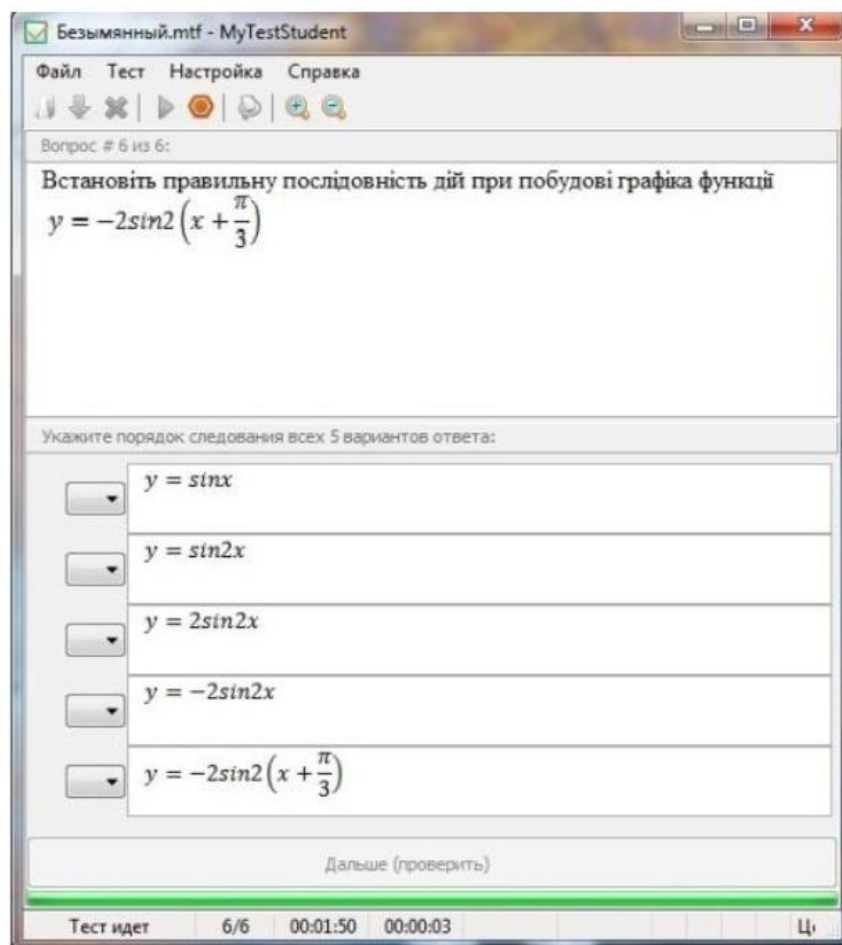 Безымянный.mtf - MyTestStudent
Файл Тест Настройка Справка
Вопрос # 6 из 6:
Встановіть правильну послідовність дій при побудові графіка функції
y = −2sin2(x + π/3)
Укажите порядок следования всех 5 вариантов ответа:
y = sinx
y = sin2x
y = 2sin2x
y = −2sin2x
y = −2sin2(x + π/3)
Дальше (проверить)
Тест идет 6/6 00:01:50 00:00:03